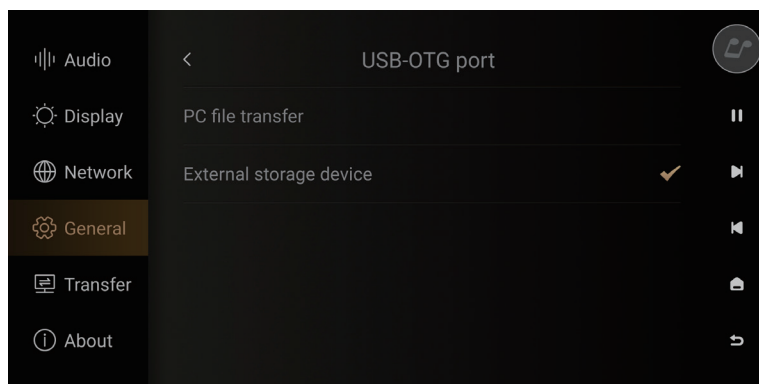 Audio
Display
Network
General
Transfer
About
USB-OTG port
PC file transfer
External storage device